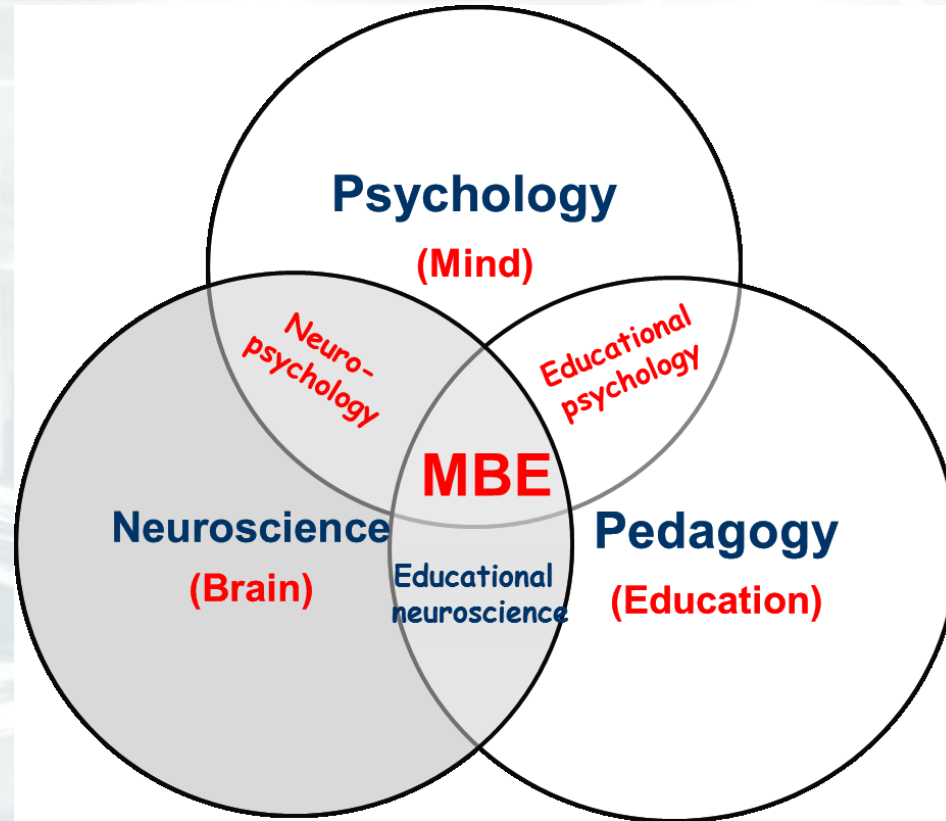 Psychology
(Mind)
Neuro-
psychology
Educational
psychology
MBE
Neuroscience
(Brain)
Educational
neuroscience
Pedagogy
(Education)